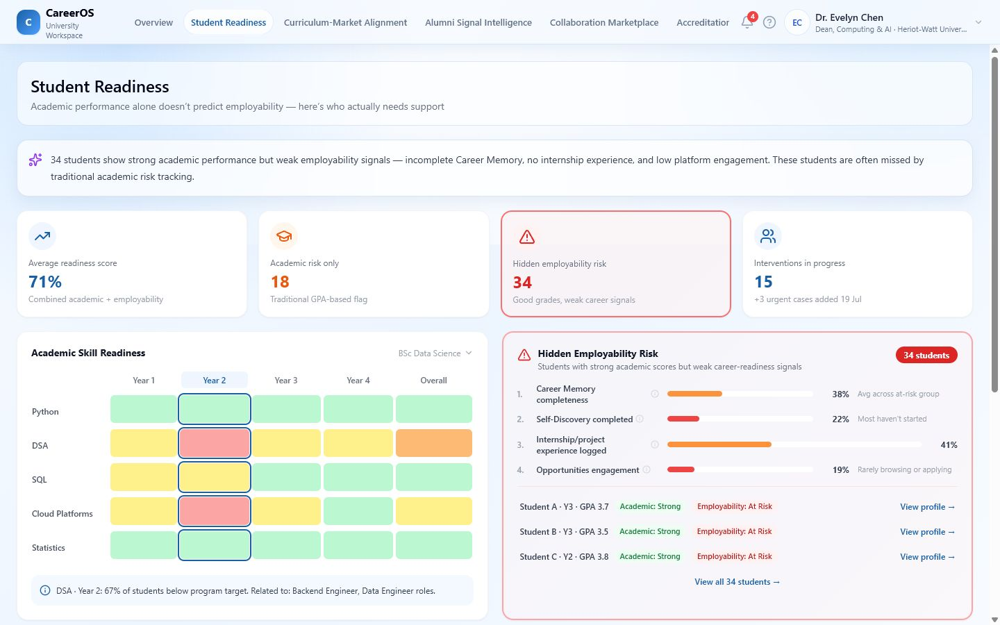 C
CareerOS
University
Workspace
Overview
Student Readiness
Curriculum-Market Alignment
Alumni Signal Intelligence
Collaboration Marketplace
Accreditation
4
EC
Dr. Evelyn Chen
Dean, Computing & AI · Heriot-Watt Univer...
Student Readiness
Academic performance alone doesn't predict employability — here's who actually needs support
34 students show strong academic performance but weak employability signals — incomplete Career Memory, no internship experience, and low platform engagement. These students are often missed by
traditional academic risk tracking.
Average readiness score
71%
Combined academic + employability
Academic risk only
18
Traditional GPA-based flag
Hidden employability risk
34
Good grades, weak career signals
Interventions in progress
15
+3 urgent cases added 19 Jul
Academic Skill Readiness
BSc Data Science
Year 1 Year 2 Year 3 Year 4 Overall
Python
DSA
SQL
Cloud Platforms
Statistics
DSA · Year 2: 67% of students below program target. Related to: Backend Engineer, Data Engineer roles.
Hidden Employability Risk
34 students
Students with strong academic scores but weak career-readiness signals
1. Career Memory
completeness
38% Avg across at-risk group
2. Self-Discovery completed
22% Most haven't started
3. Internship/project
experience logged
41%
4. Opportunities engagement
19% Rarely browsing or applying
Student A · Y3 · GPA 3.7 Academic: Strong Employability: At Risk View profile →
Student B · Y3 · GPA 3.5 Academic: Strong Employability: At Risk View profile →
Student C · Y2 · GPA 3.8 Academic: Strong Employability: At Risk View profile →
View all 34 students →